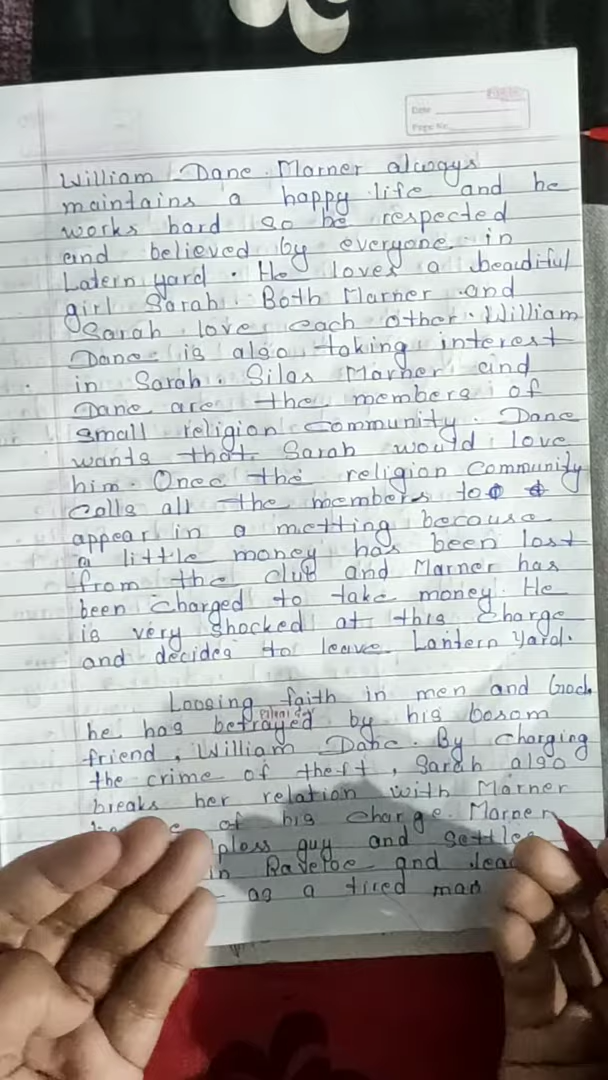 Date
Page No.
William Dane. Marner always
maintains a happy life and he
works hard so he respected
and believed by everyone in
Latern yard. He loves a beautiful
girl Sarah. Both Marner and
Sarah love each other. William
Dane is also taking interest
in Sarah. Silas Marner and
Dane are the members of
small religion community. Dane
wants that Sarah would love
him. Once the religion community
calls all the members to
appear in a metting because
a little money has been lost
from the club and Marner has
been charged to take money. He
is very shocked at this charge
and decides to leave Lantern yard.
Loosing faith in men and God
he has betrayed by his bosom
friend, William Dane. By charging
the crime of theft, Sarah also
breaks her relation with Marner
of his charge. Marner
guy and settles
in Raveloe and
as a tired man